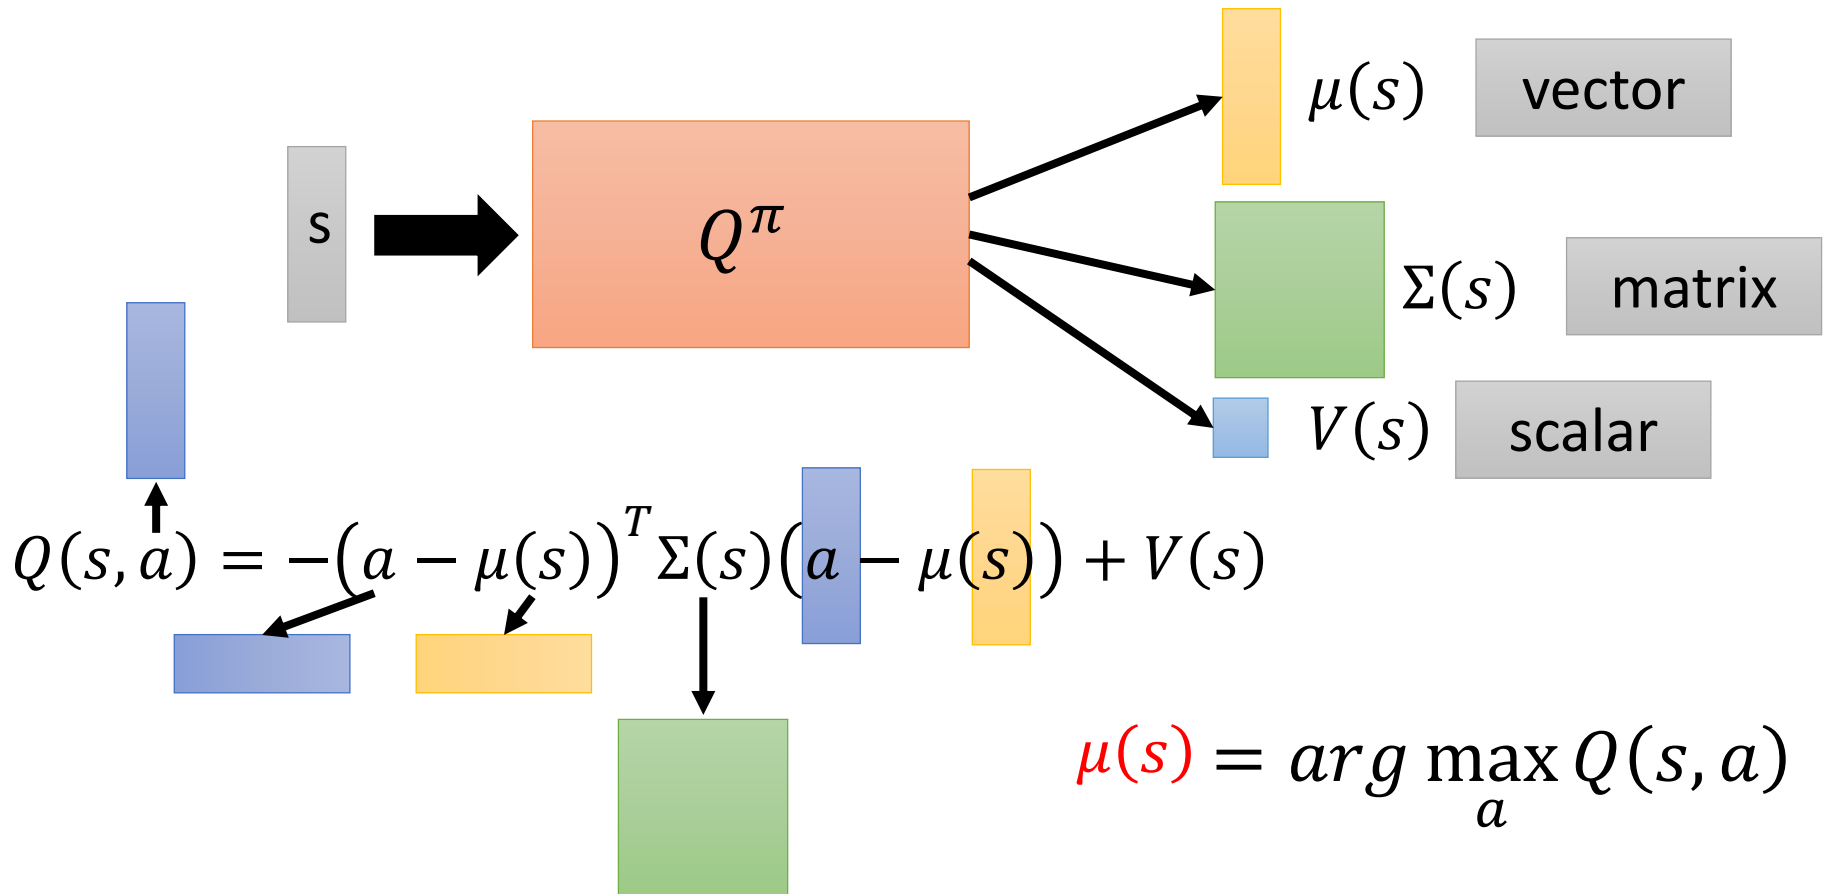 μ(s) vector
s
Q^π
Σ(s) matrix
V(s) scalar
Q(s, a) = −(a − μ(s))^T Σ(s)(a − μ(s)) + V(s)
μ(s) = arg max_a Q(s, a)